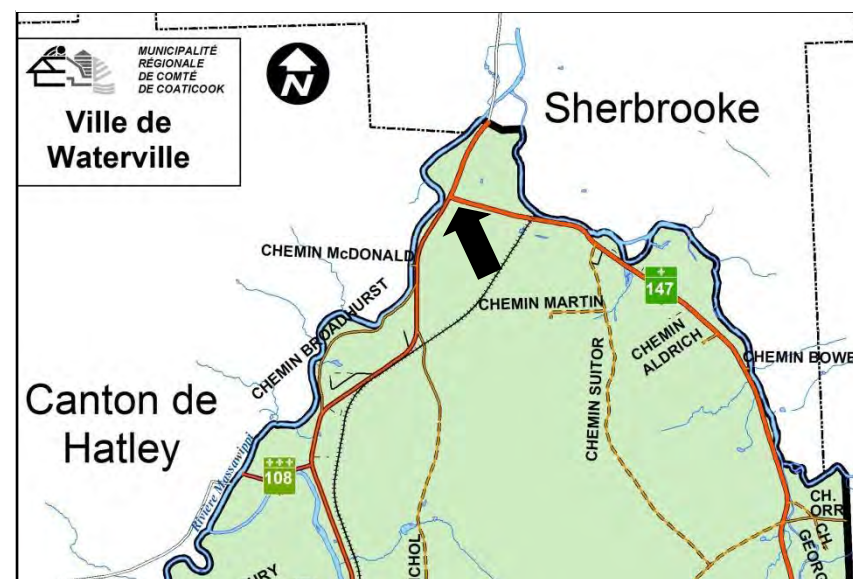 MUNICIPALITÉ
RÉGIONALE
DE COMTÉ
DE COATICOOK
Ville de
Waterville
N
Sherbrooke
CHEMIN McDONALD
CHEMIN BROADHURST
CHEMIN MARTIN
147
CHEMIN
ALDRICH
CHEMIN BOWE
CHEMIN SUITOR
Canton de
Hatley
108
Rivière Massawippi
CH.
ORR
CH.
GEORG
CHOL
URY